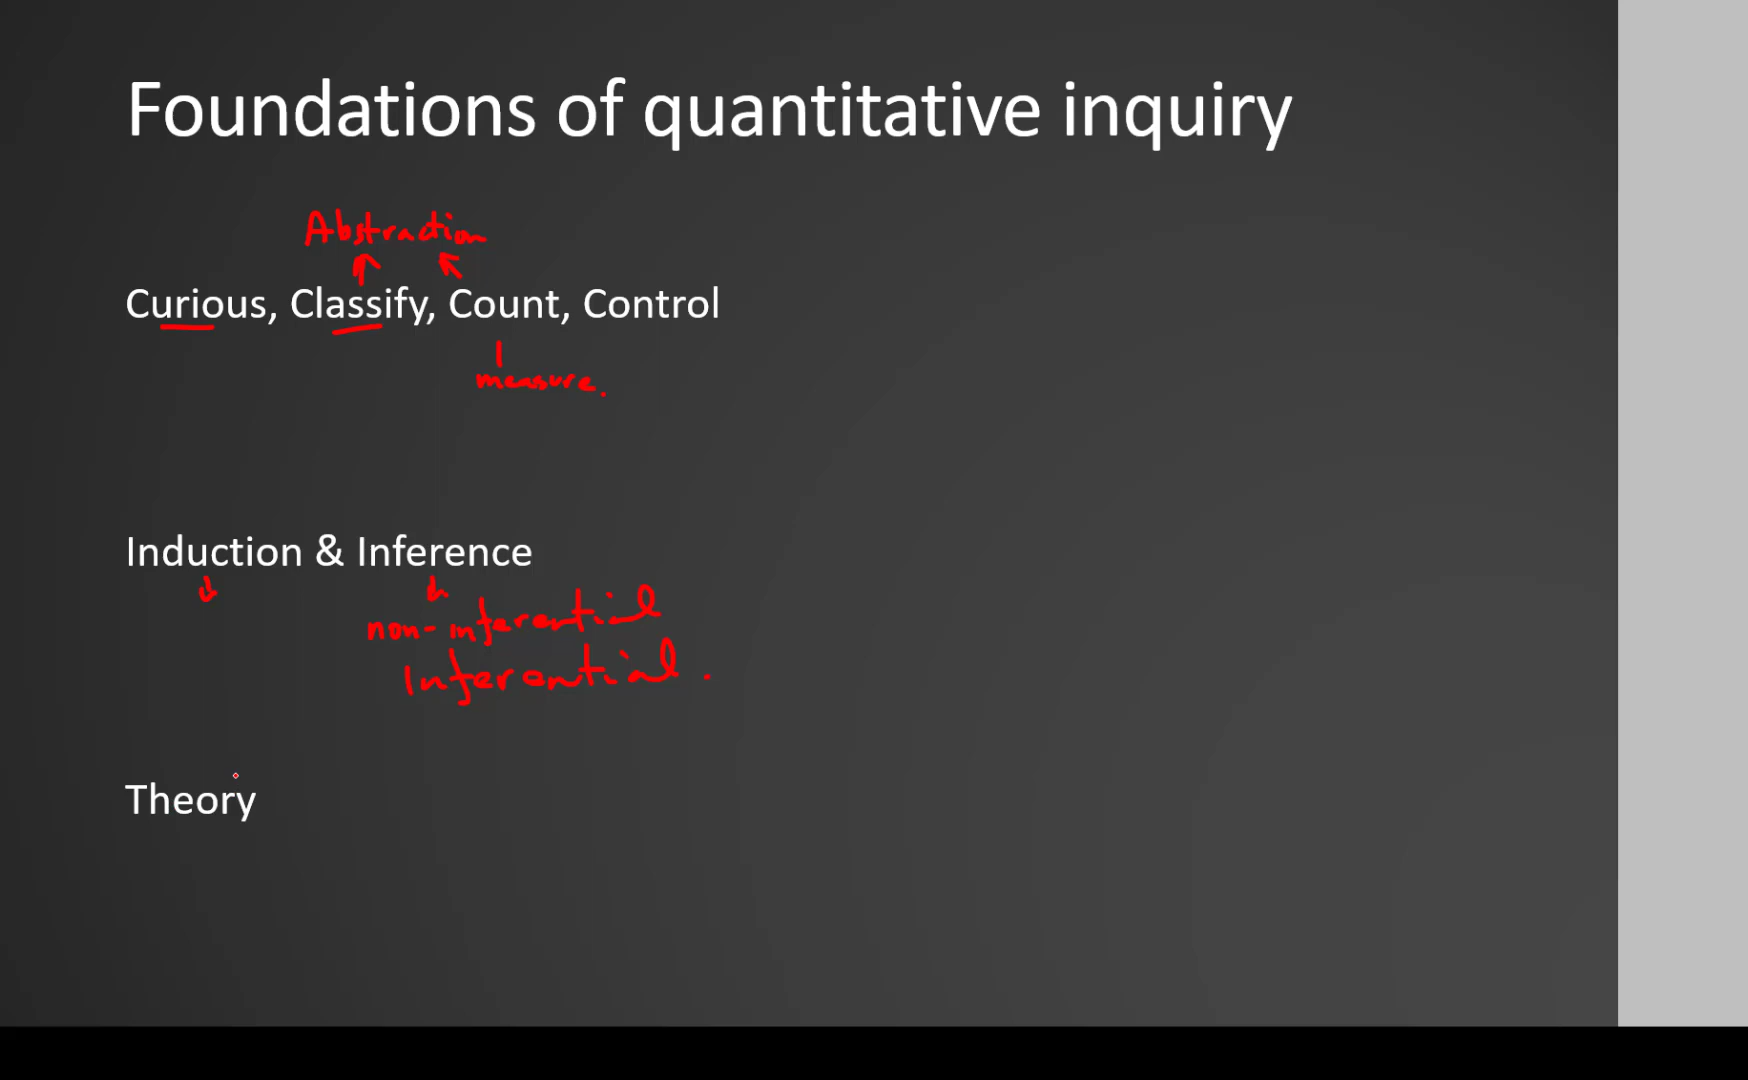 Foundations of quantitative inquiry
Abstraction
Curious, Classify, Count, Control
measure.
Induction & Inference
non-inferential
Inferential.
Theory